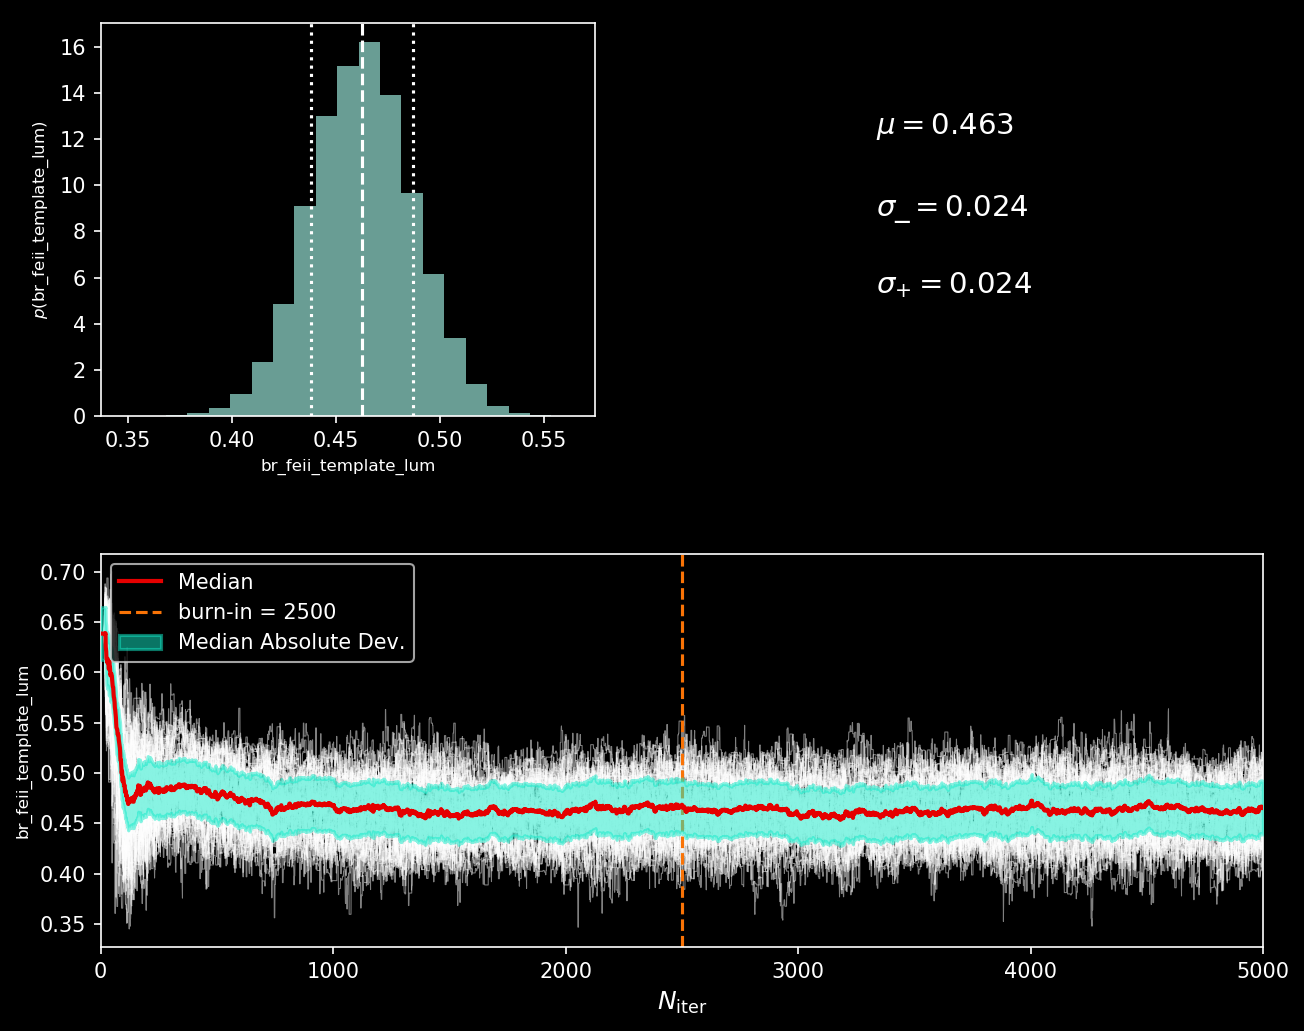 16
14
12
10
8
6
4
2
0
p(br_feii_template_lum)
0.35 0.40 0.45 0.50 0.55
br_feii_template_lum
μ = 0.463
σ₋ = 0.024
σ₊ = 0.024
0.70
0.65
0.60
0.55
0.50
0.45
0.40
0.35
br_feii_template_lum
Median
burn-in = 2500
Median Absolute Dev.
0 1000 2000 3000 4000 5000
N_iter